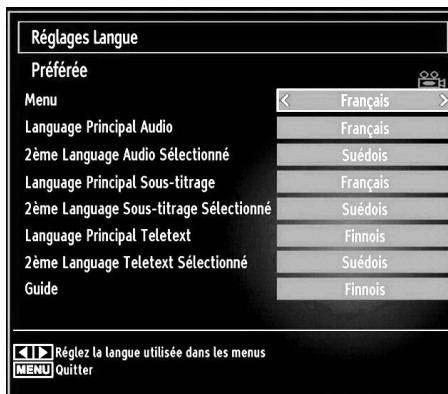 Réglages Langue
Préférée
Menu Français
Language Principal Audio Français
2ème Language Audio Sélectionné Suédois
Language Principal Sous-titrage Français
2ème Language Sous-titrage Sélectionné Suédois
Language Principal Teletext Finnois
2ème Language Teletext Sélectionné Suédois
Guide Finnois
Réglez la langue utilisée dans les menus
MENU Quitter